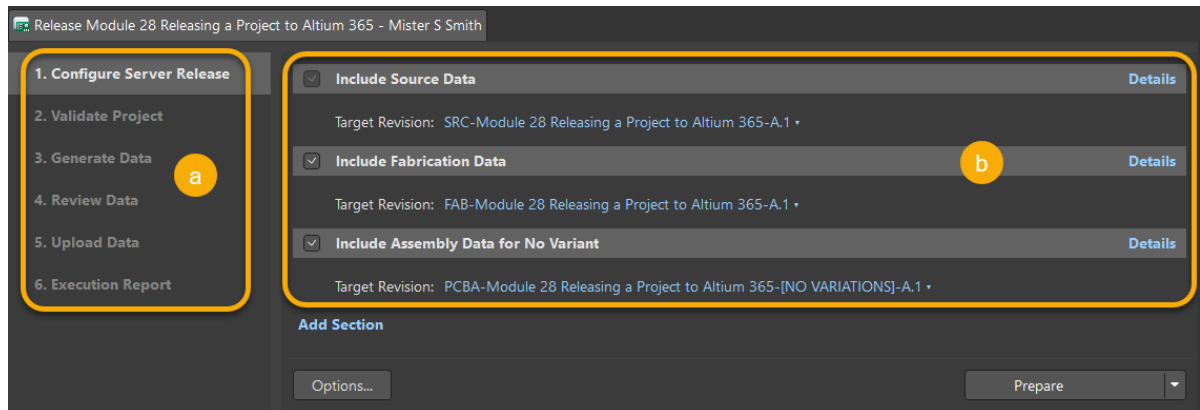 Release Module 28 Releasing a Project to Altium 365 - Mister S Smith
1. Configure Server Release
2. Validate Project
3. Generate Data
4. Review Data
5. Upload Data
6. Execution Report
a
Include Source Data Details
Target Revision: SRC-Module 28 Releasing a Project to Altium 365-A.1
Include Fabrication Data Details
b
Target Revision: FAB-Module 28 Releasing a Project to Altium 365-A.1
Include Assembly Data for No Variant Details
Target Revision: PCBA-Module 28 Releasing a Project to Altium 365-[NO VARIATIONS]-A.1
Add Section
Options... Prepare